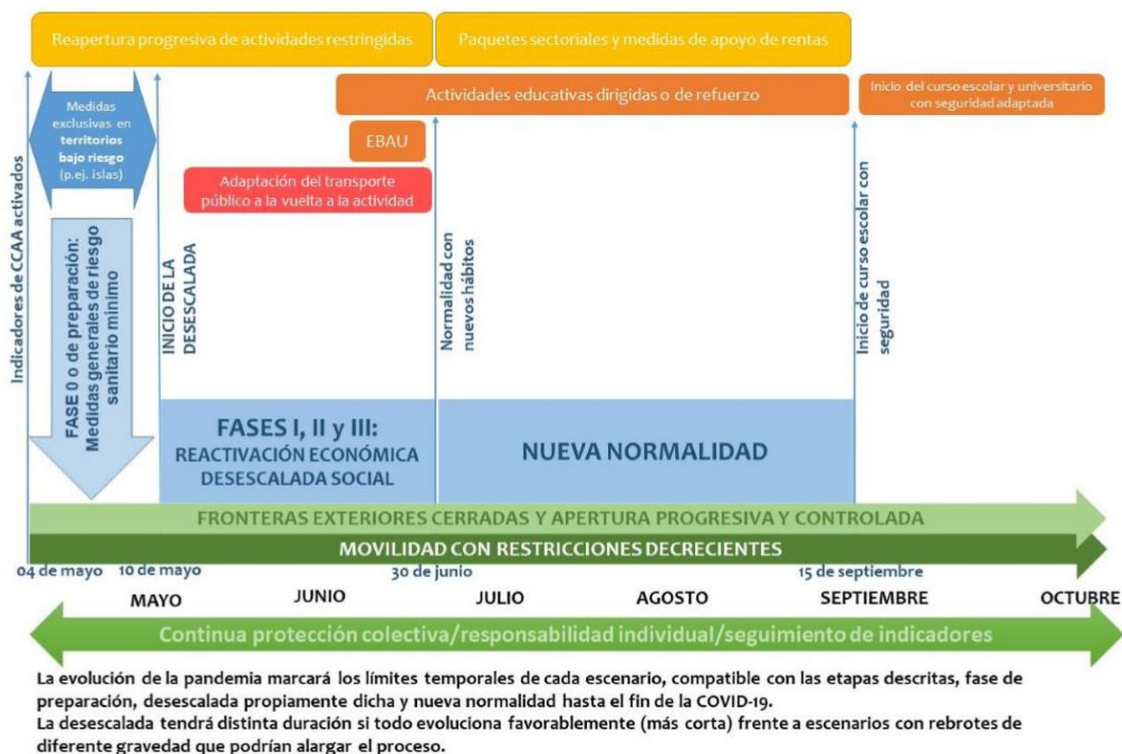 Reapertura progresiva de actividades restringidas
Paquetes sectoriales y medidas de apoyo de rentas
Medidas
exclusivas en
territorios
bajo riesgo
(p.ej. islas)
Actividades educativas dirigidas o de refuerzo
Inicio del curso escolar y universitario
con seguridad adaptada
EBAU
Adaptación del transporte
público a la vuelta a la actividad
Indicadores de CCAA activados
FASE 0 o de preparación:
Medidas generales de riesgo
sanitario mínimo
INICIO DE LA
DESESCALADA
Normalidad con
nuevos hábitos
Inicio de curso escolar con
seguridad
FASES I, II y III:
REACTIVACIÓN ECONÓMICA
DESESCALADA SOCIAL
NUEVA NORMALIDAD
FRONTERAS EXTERIORES CERRADAS Y APERTURA PROGRESIVA Y CONTROLADA
MOVILIDAD CON RESTRICCIONES DECRECIENTES
04 de mayo
10 de mayo
30 de junio
15 de septiembre
MAYO
JUNIO
JULIO
AGOSTO
SEPTIEMBRE
OCTUBRE
Continua protección colectiva/responsabilidad individual/seguimiento de indicadores
La evolución de la pandemia marcará los límites temporales de cada escenario, compatible con las etapas descritas, fase de
preparación, desescalada propiamente dicha y nueva normalidad hasta el fin de la COVID-19.
La desescalada tendrá distinta duración si todo evoluciona favorablemente (más corta) frente a escenarios con rebrotes de
diferente gravedad que podrían alargar el proceso.